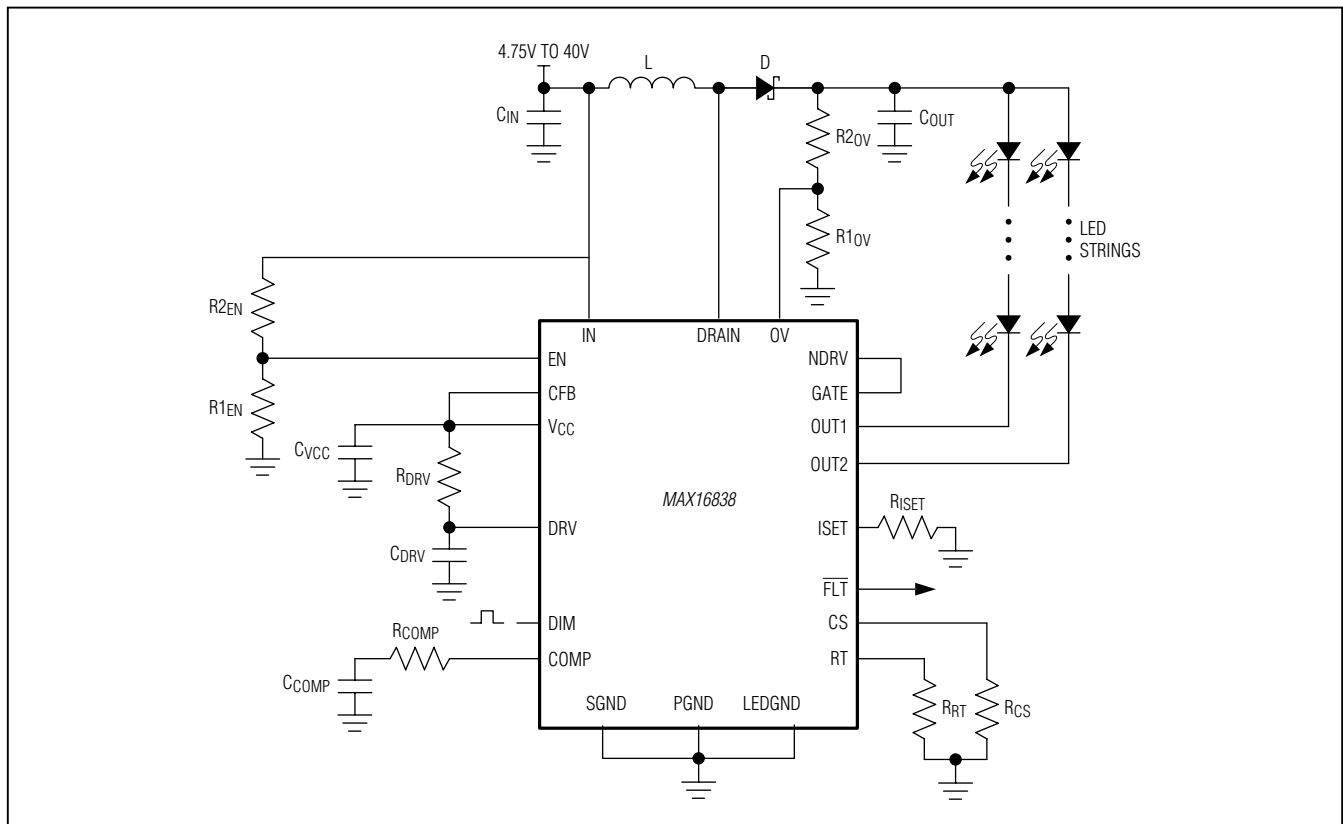 4.75V TO 40V
L
D
CIN
R2OV
COUT
R1OV
LED
STRINGS
R2EN
R1EN
IN
DRAIN
OV
EN
NDRV
CFB
GATE
VCC
OUT1
CVCC
OUT2
RDRV
MAX16838
RISET
DRV
ISET
CDRV
FLT
DIM
CS
RCOMP
COMP
RT
CCOMP
SGND
PGND
LEDGND
RRT
RCS